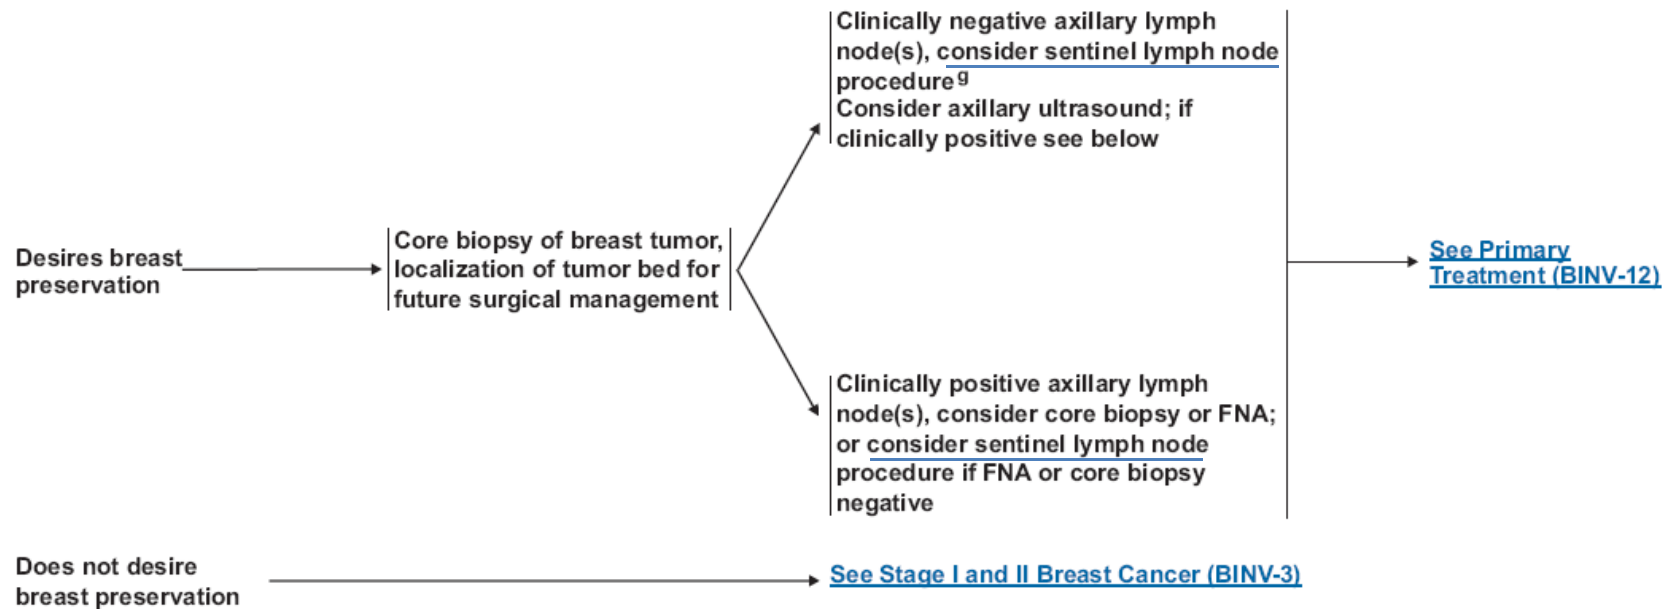 Desires breast
preservation
Core biopsy of breast tumor,
localization of tumor bed for
future surgical management
Clinically negative axillary lymph
node(s), consider sentinel lymph node
procedureᵍ
Consider axillary ultrasound; if
clinically positive see below
Clinically positive axillary lymph
node(s), consider core biopsy or FNA;
or consider sentinel lymph node
procedure if FNA or core biopsy
negative
See Primary
Treatment (BINV-12)
Does not desire
breast preservation
See Stage I and II Breast Cancer (BINV-3)